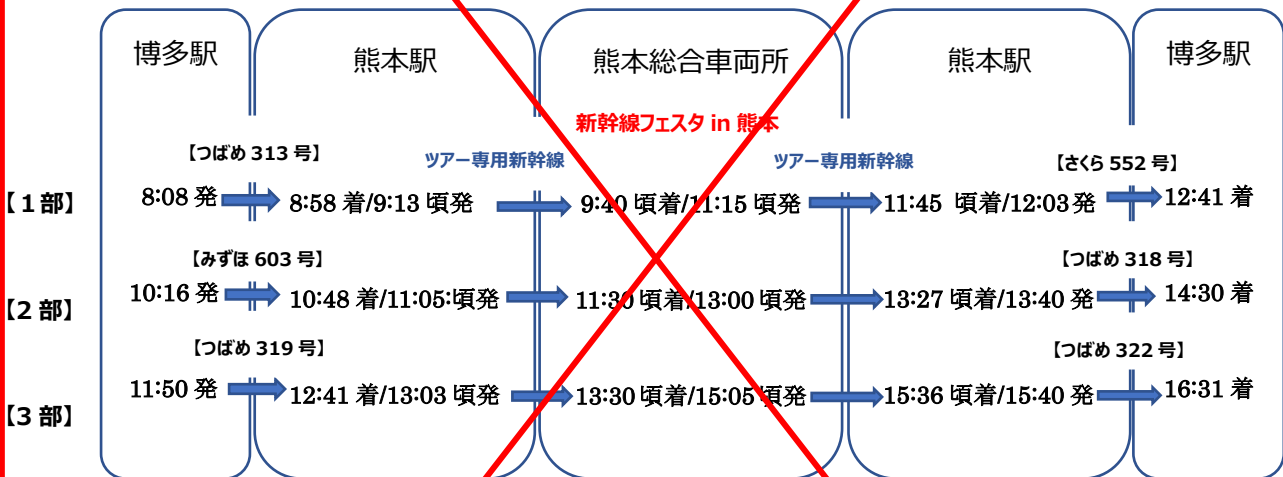 博多駅 熊本駅 熊本総合車両所 熊本駅 博多駅
新幹線フェスタ in 熊本
【つばめ 313 号】 ツアー専用新幹線 ツアー専用新幹線 【さくら 552 号】
【1部】 8:08 発 8:58 着/9:13 頃発 9:40 頃着/11:15 頃発 11:45 頃着/12:03 発 12:41 着
【みずほ 603 号】 【つばめ 318 号】
【2 部】 10:16 発 10:48 着/11:05:頃発 11:30 頃着/13:00 頃発 13:27 頃着/13:40 発 14:30 着
【つばめ 319 号】 【つばめ 322 号】
【3 部】 11:50 発 12:41 着/13:03 頃発 13:30 頃着/15:05 頃発 15:36 頃着/15:40 発 16:31 着